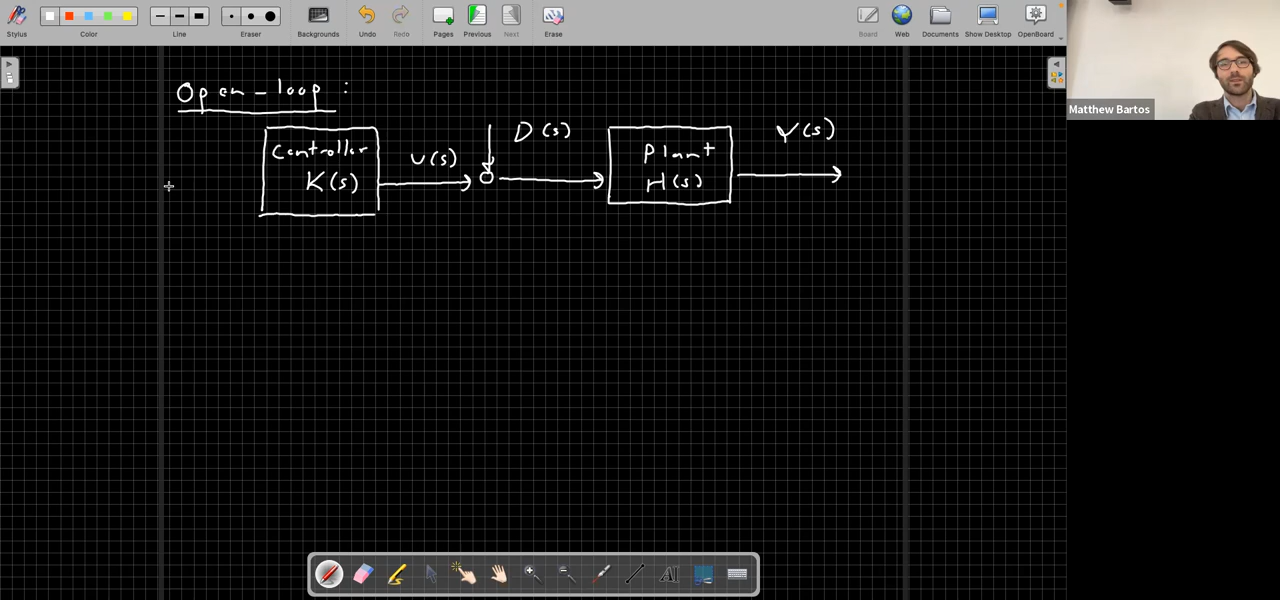 Stylus Color Line Eraser Backgrounds Undo Redo Pages Previous Next Erase Board Web Documents Show Desktop OpenBoard
Matthew Bartos
Open-loop:
D(s) Y(s)
Controller U(s) Plant
K(s) H(s)
AI